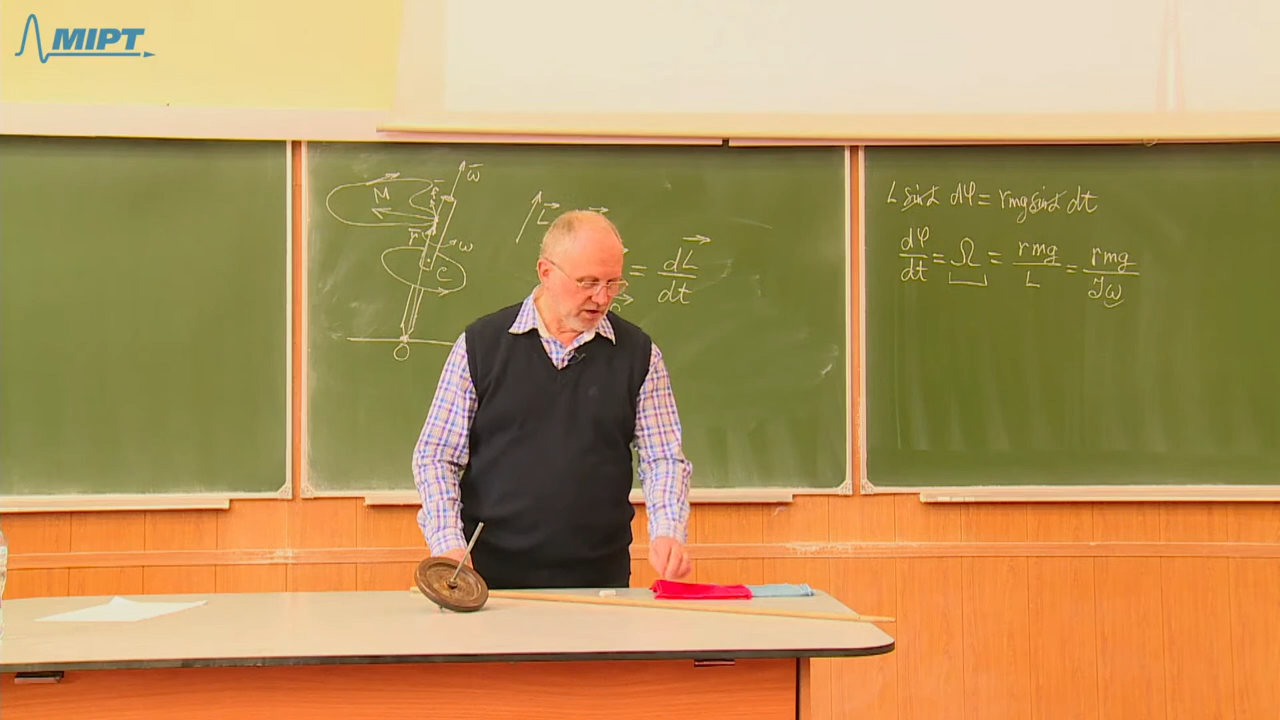 MIPT
ω
M
L
r
ω
C
= dL/dt
O
L sinα dφ = rmg sinα dt
dφ/dt = Ω = rmg/L = rmg/Jω